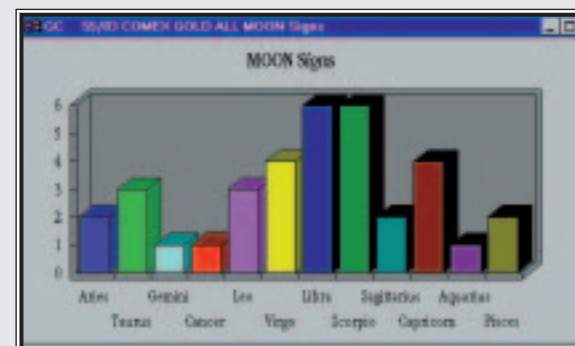 GC 55/83 COMEX GOLD ALL MOON Signs
MOON Signs
6
5
4
3
2
1
0
Aries Gemini Leo Libra Sagittarius Aquarius
Taurus Cancer Virgo Scorpio Capricorn Pisces